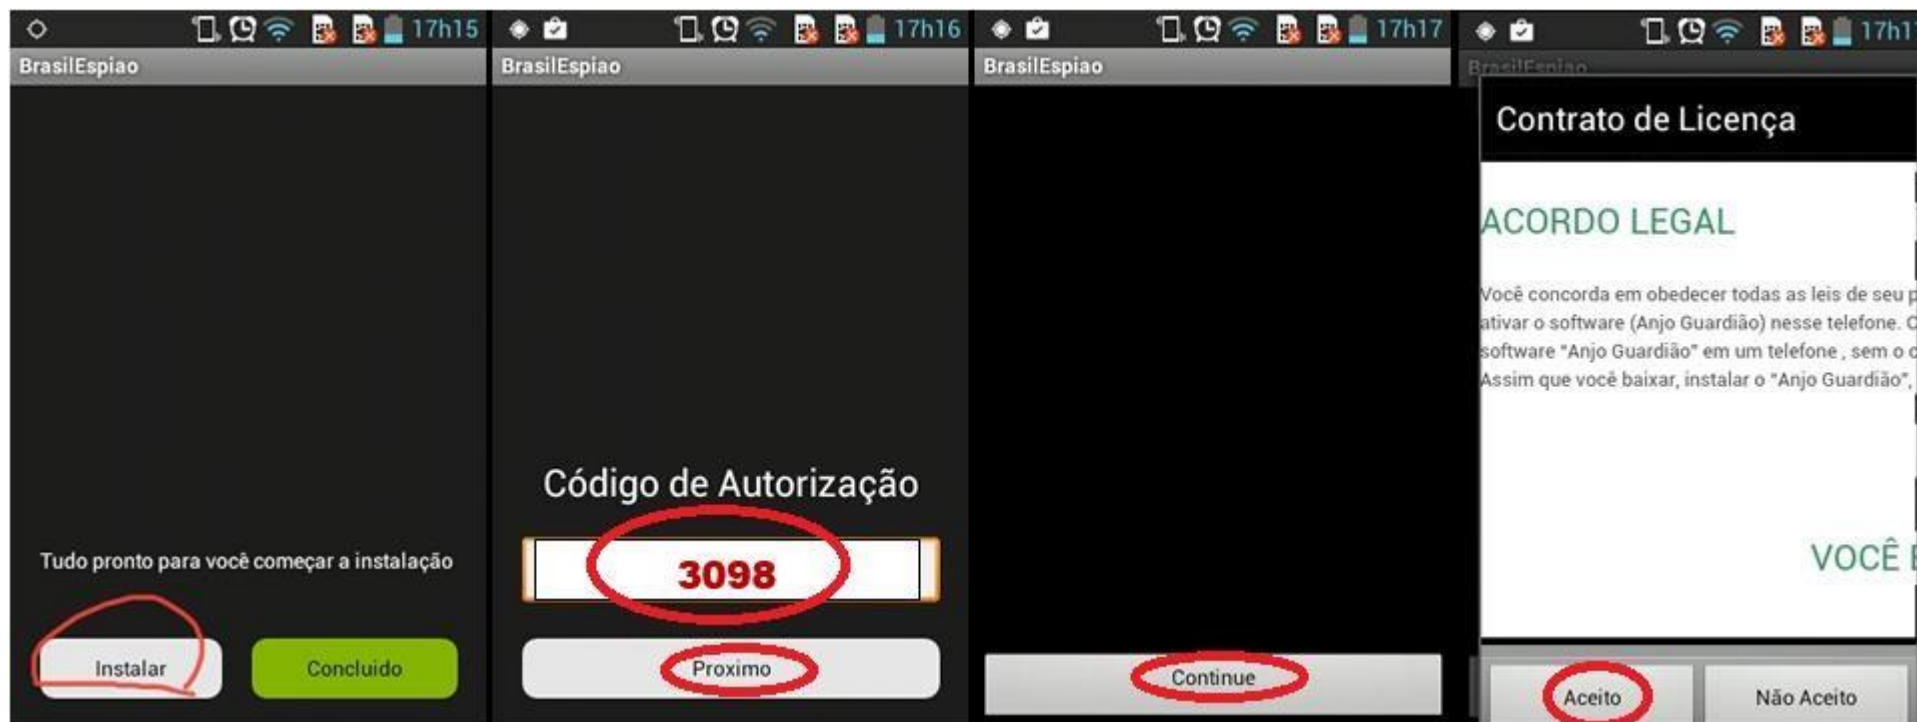 17h15
BrasilEspiao
Tudo pronto para você começar a instalação
Instalar
Concluido
17h16
BrasilEspiao
Código de Autorização
3098
Proximo
17h17
BrasilEspiao
Continue
17h1
BrasilEspiao
Contrato de Licença
ACORDO LEGAL
Você concorda em obedecer todas as leis de seu
ativar o software (Anjo Guardião) nesse telefone.
software "Anjo Guardião" em um telefone , sem o
Assim que você baixar, instalar o "Anjo Guardião",
VOCÊ
Aceito
Não Aceito